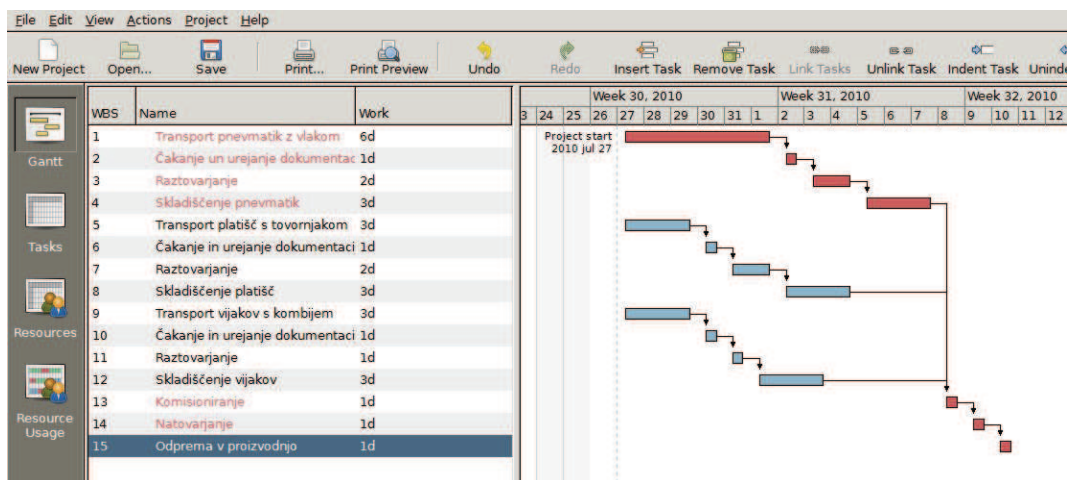 File Edit View Actions Project Help
New Project Open... Save Print... Print Preview Undo Redo Insert Task Remove Task Link Tasks Unlink Task Indent Task Uninde
Gantt
Tasks
Resources
Resource
Usage
WBS Name Work
1 Transport pnevmatik z vlakom 6d
2 Čakanje un urejanje dokumentac 1d
3 Raztovarjanje 2d
4 Skladiščenje pnevmatik 3d
5 Transport platišč s tovornjakom 3d
6 Čakanje in urejanje dokumentaci 1d
7 Raztovarjanje 2d
8 Skladiščenje platišč 3d
9 Transport vijakov s kombijem 3d
10 Čakanje in urejanje dokumentaci 1d
11 Raztovarjanje 1d
12 Skladiščenje vijakov 3d
13 Komisioniranje 1d
14 Natovarjanje 1d
15 Odprema v proizvodnjo 1d
Week 30, 2010 Week 31, 2010 Week 32, 2010
3 24 25 26 27 28 29 30 31 1 2 3 4 5 6 7 8 9 10 11 12
Project start
2010 jul 27